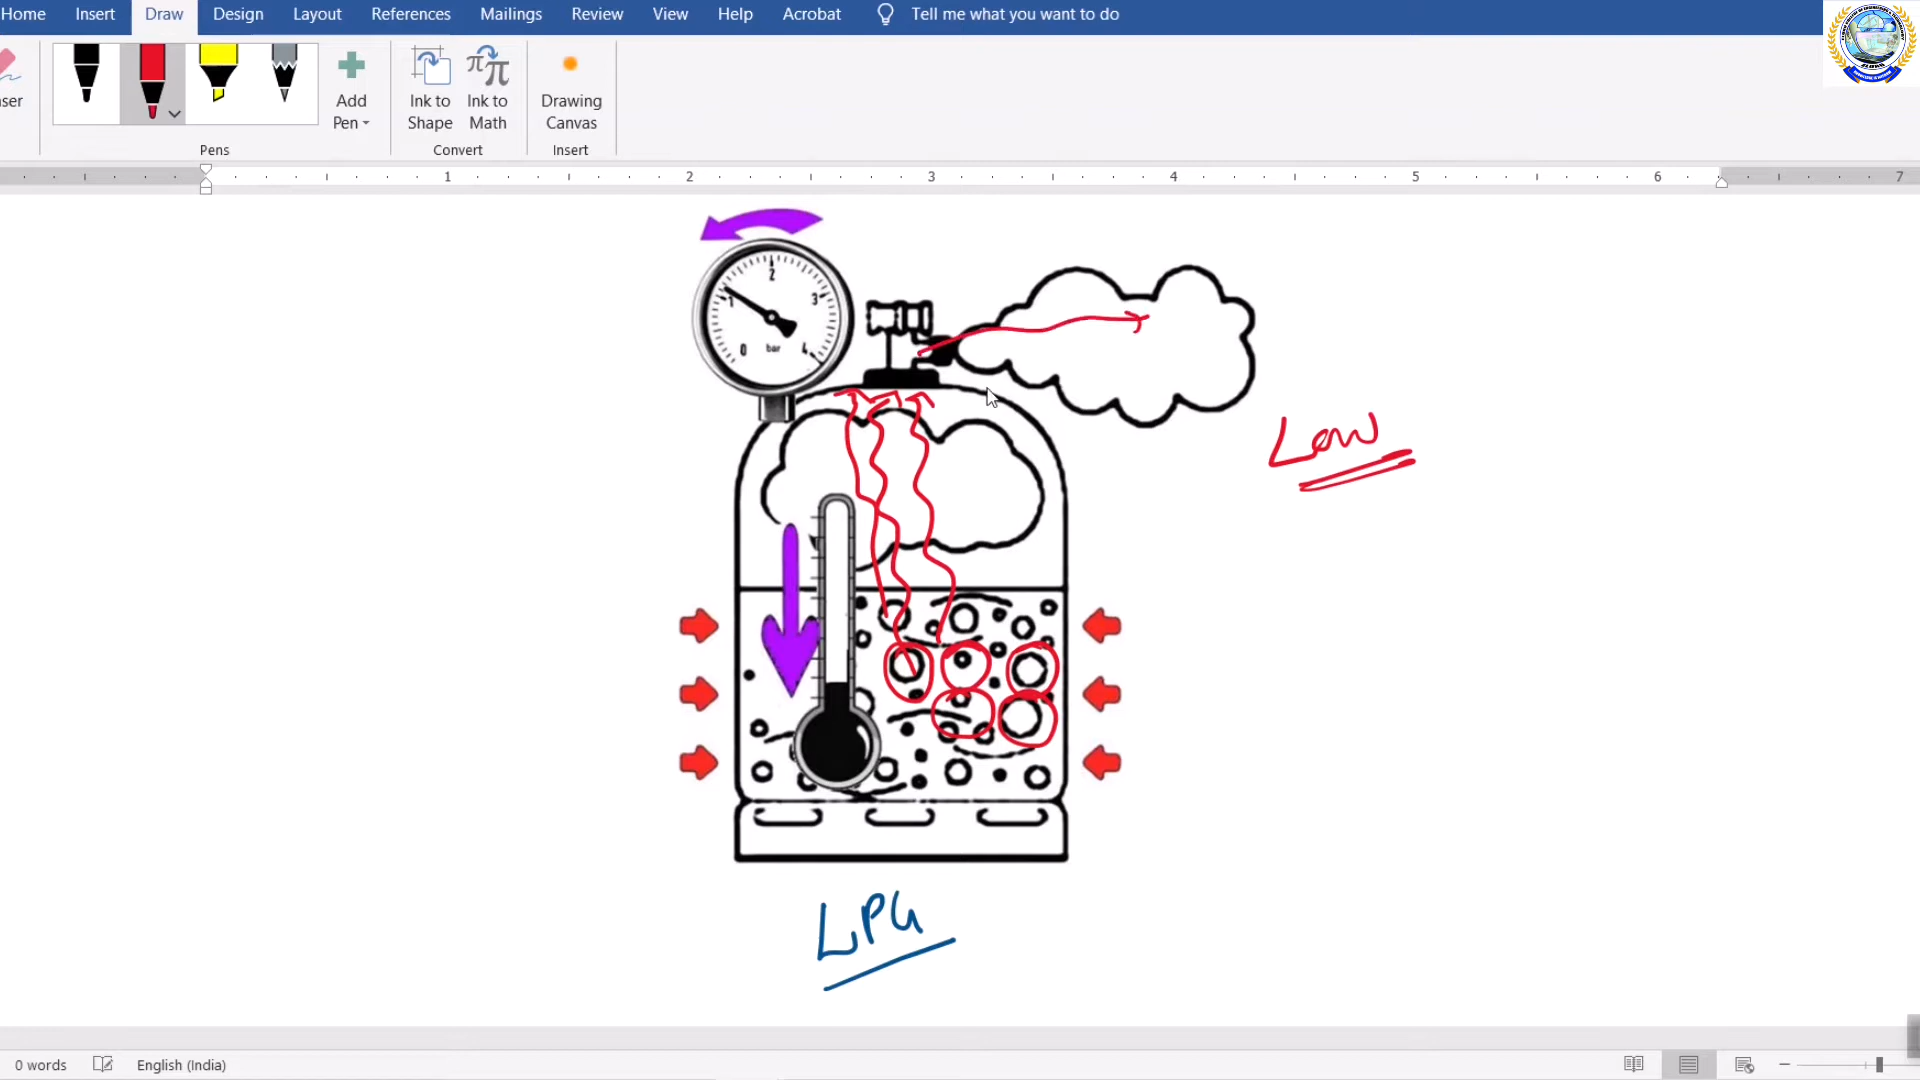 Home Insert Draw Design Layout References Mailings Review View Help Acrobat Tell me what you want to do
Add Pen
Ink to Shape
Ink to Math
Drawing Canvas
Pens
Convert
Insert
1 2 3 4 5 6 7
2
1 3
0 bar 4
Low
LPG
0 words English (India)